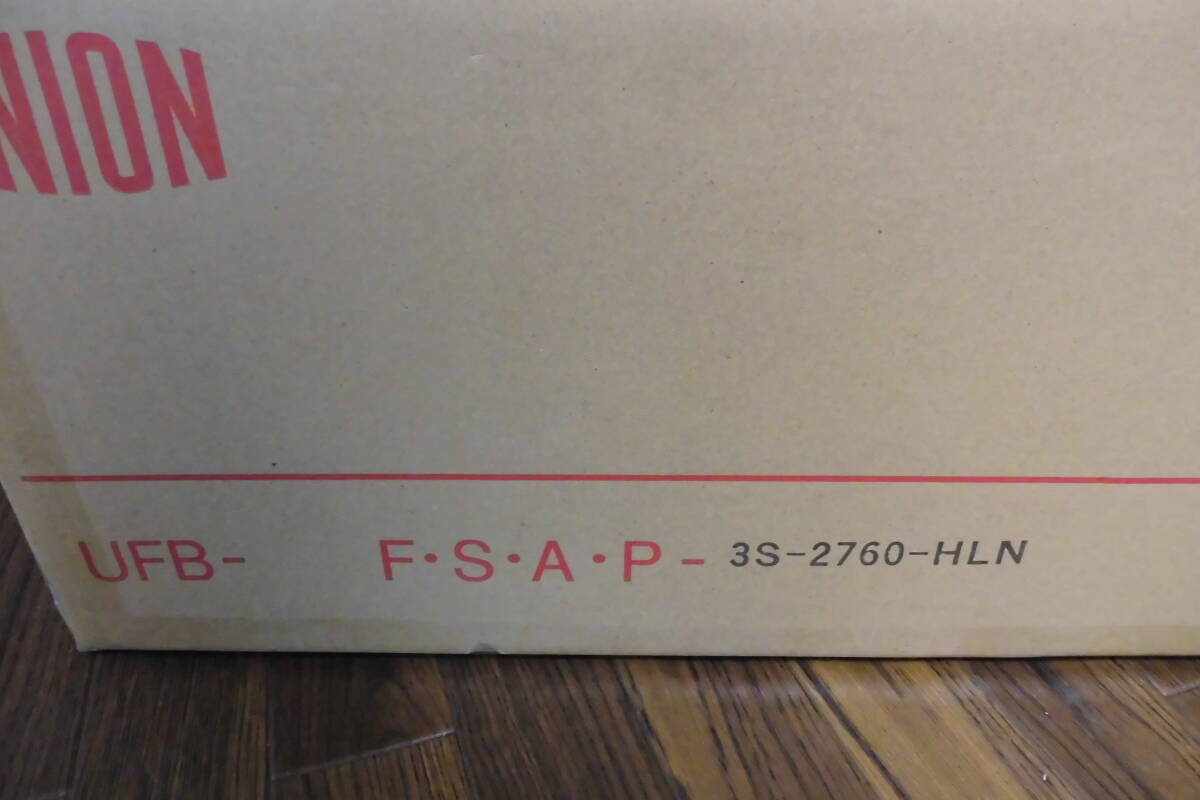 NION
UFB- F・S・A・P- 3S-2760-HLN